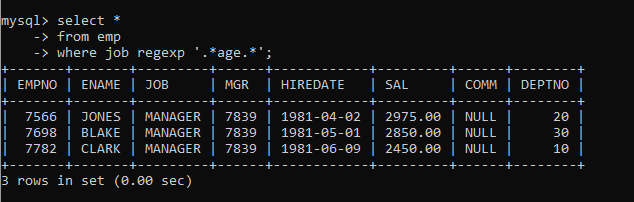 mysql> select *
    -> from emp
    -> where job regexp '.*age.*';
+-------+-------+---------+------+------------+---------+------+--------+
| EMPNO | ENAME | JOB     | MGR  | HIREDATE   | SAL     | COMM | DEPTNO |
+-------+-------+---------+------+------------+---------+------+--------+
|  7566 | JONES | MANAGER | 7839 | 1981-04-02 | 2975.00 | NULL |     20 |
|  7698 | BLAKE | MANAGER | 7839 | 1981-05-01 | 2850.00 | NULL |     30 |
|  7782 | CLARK | MANAGER | 7839 | 1981-06-09 | 2450.00 | NULL |     10 |
+-------+-------+---------+------+------------+---------+------+--------+
3 rows in set (0.00 sec)